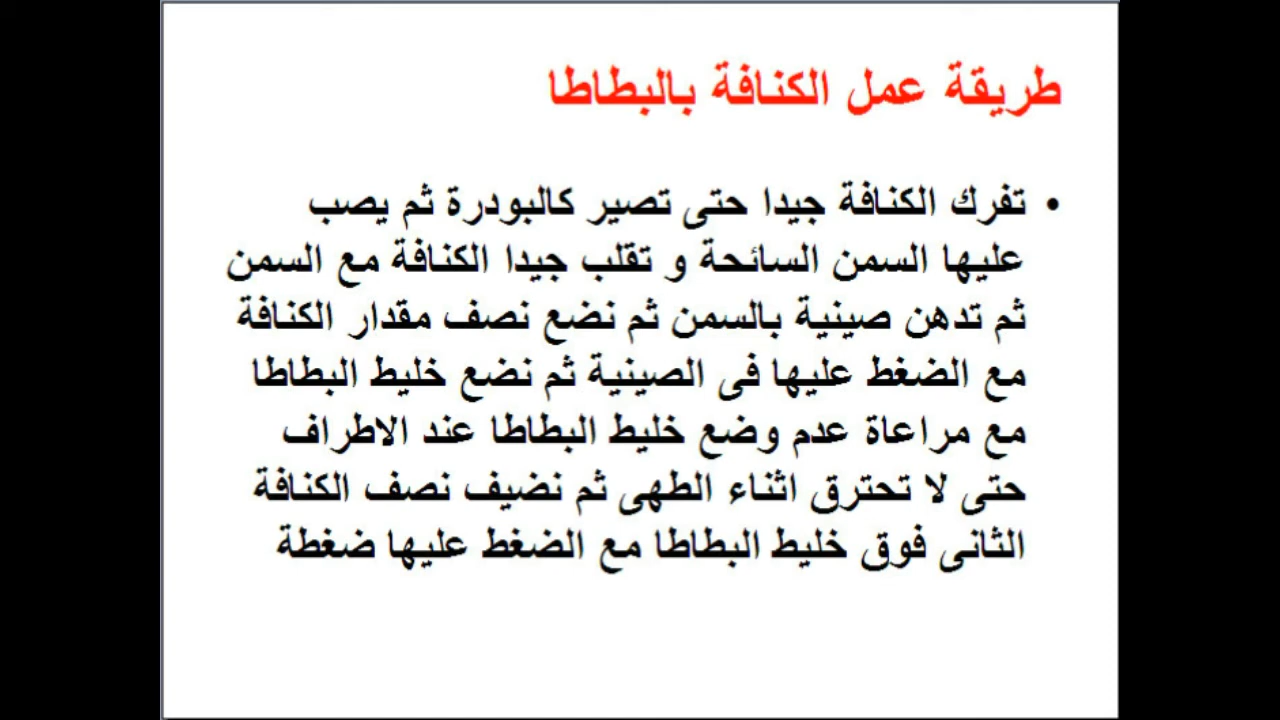 طريقة عمل الكنافة بالبطاطا
• تفرك الكنافة جيدا حتى تصير كالبودرة ثم يصب
عليها السمن السائحة و تقلب جيدا الكنافة مع السمن
ثم تدهن صينية بالسمن ثم نضع نصف مقدار الكنافة
مع الضغط عليها فى الصينية ثم نضع خليط البطاطا
مع مراعاة عدم وضع خليط البطاطا عند الاطراف
حتى لا تحترق اثناء الطهى ثم نضيف نصف الكنافة
الثانى فوق خليط البطاطا مع الضغط عليها ضغطة